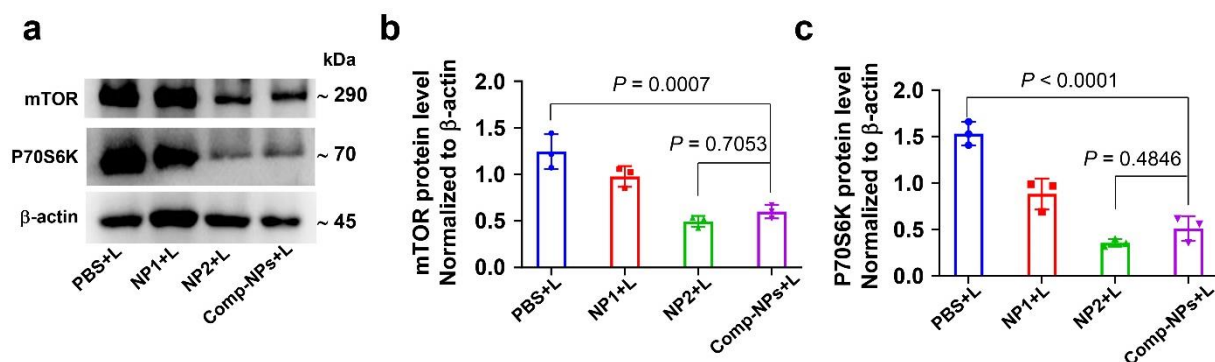 a
kDa
mTOR
~ 290
P70S6K
~ 70
β-actin
~ 45
PBS+L
NP1+L
NP2+L
Comp-NPs+L
b
mTOR protein level
Normalized to β-actin
2.0
1.5
1.0
0.5
0.0
P = 0.0007
P = 0.7053
PBS+L
NP1+L
NP2+L
Comp-NPs+L
c
P70S6K protein level
Normalized to β-actin
2.0
1.5
1.0
0.5
0.0
P < 0.0001
P = 0.4846
PBS+L
NP1+L
NP2+L
Comp-NPs+L